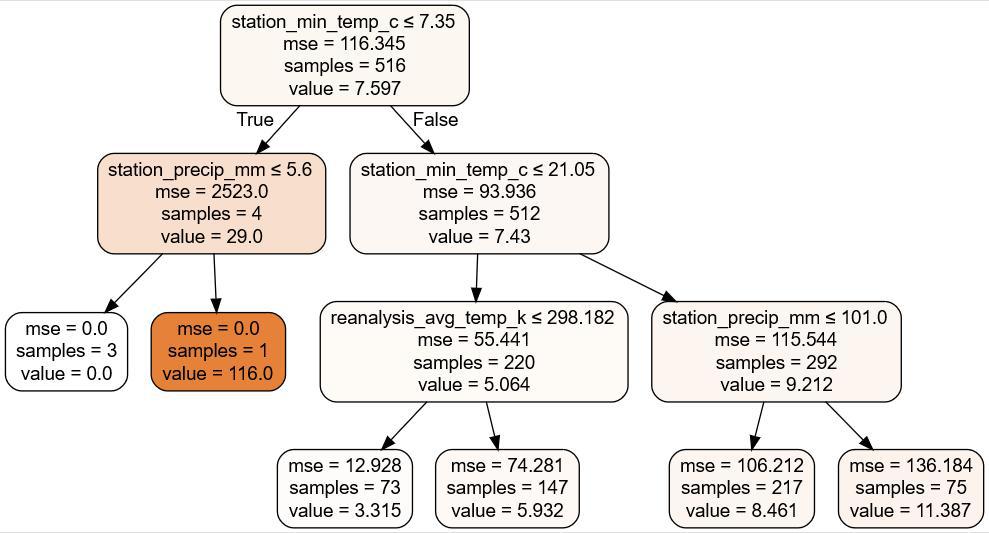 station_min_temp_c ≤ 7.35
mse = 116.345
samples = 516
value = 7.597
True
False
station_precip_mm ≤ 5.6
mse = 2523.0
samples = 4
value = 29.0
station_min_temp_c ≤ 21.05
mse = 93.936
samples = 512
value = 7.43
mse = 0.0
samples = 3
value = 0.0
mse = 0.0
samples = 1
value = 116.0
reanalysis_avg_temp_k ≤ 298.182
mse = 55.441
samples = 220
value = 5.064
station_precip_mm ≤ 101.0
mse = 115.544
samples = 292
value = 9.212
mse = 12.928
samples = 73
value = 3.315
mse = 74.281
samples = 147
value = 5.932
mse = 106.212
samples = 217
value = 8.461
mse = 136.184
samples = 75
value = 11.387